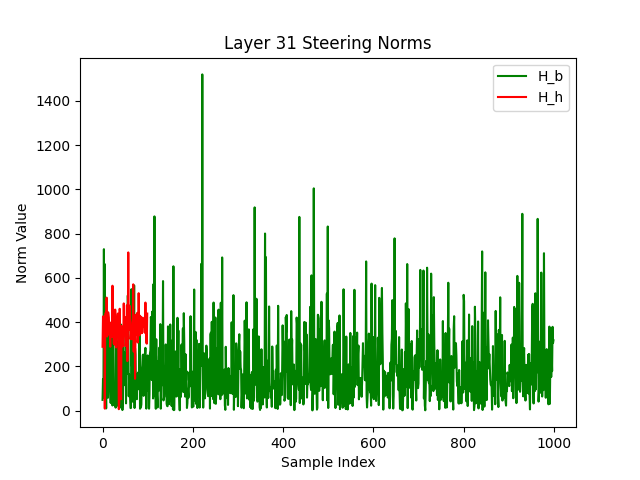 Layer 31 Steering Norms
H_b
H_h
Norm Value
1400
1200
1000
800
600
400
200
0
0 200 400 600 800 1000
Sample Index